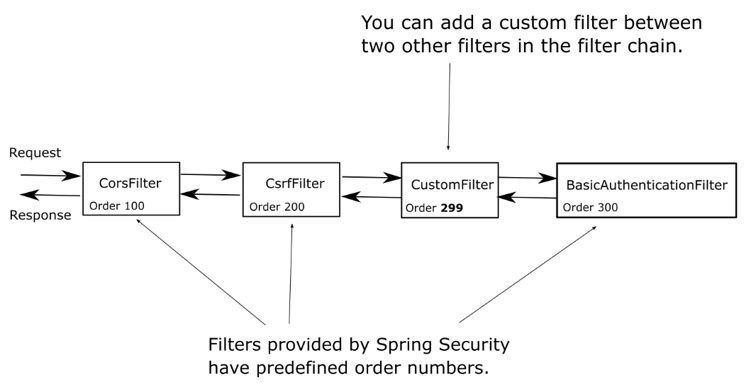 You can add a custom filter between
two other filters in the filter chain.
Request
Response
CorsFilter
Order 100
CsrfFilter
Order 200
CustomFilter
Order 299
BasicAuthenticationFilter
Order 300
Filters provided by Spring Security
have predefined order numbers.